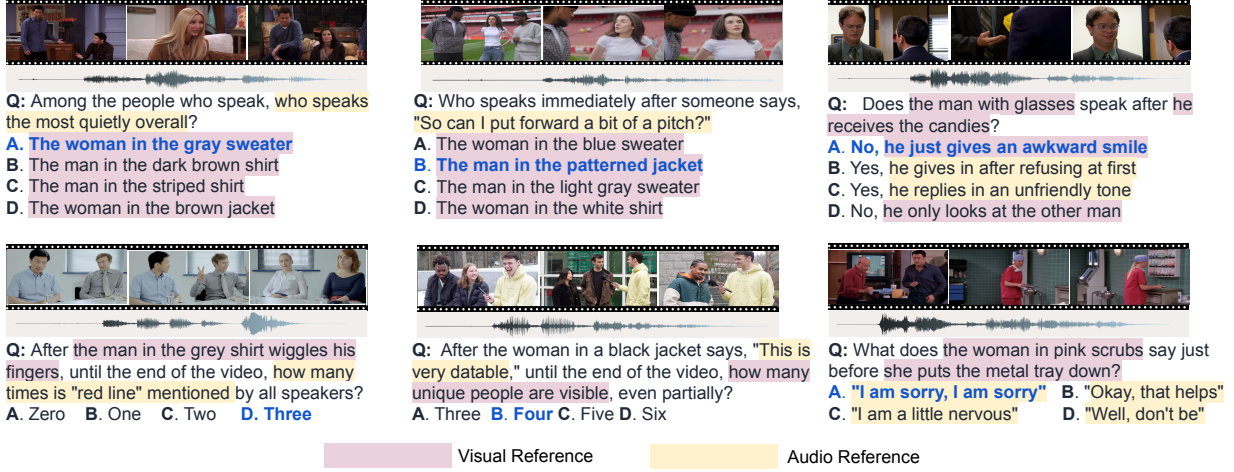 Q: Among the people who speak, who speaks
the most quietly overall?
A. The woman in the gray sweater
B. The man in the dark brown shirt
C. The man in the striped shirt
D. The woman in the brown jacket
Q: Who speaks immediately after someone says,
"So can I put forward a bit of a pitch?"
A. The woman in the blue sweater
B. The man in the patterned jacket
C. The man in the light gray sweater
D. The woman in the white shirt
Q: Does the man with glasses speak after he
receives the candies?
A. No, he just gives an awkward smile
B. Yes, he gives in after refusing at first
C. Yes, he replies in an unfriendly tone
D. No, he only looks at the other man
Q: After the man in the grey shirt wiggles his
fingers, until the end of the video, how many
times is "red line" mentioned by all speakers?
A. Zero B. One C. Two D. Three
Q: After the woman in a black jacket says, "This is
very datable," until the end of the video, how many
unique people are visible, even partially?
A. Three B. Four C. Five D. Six
Q: What does the woman in pink scrubs say just
before she puts the metal tray down?
A. "I am sorry, I am sorry" B. "Okay, that helps"
C. "I am a little nervous" D. "Well, don't be"
Visual Reference Audio Reference